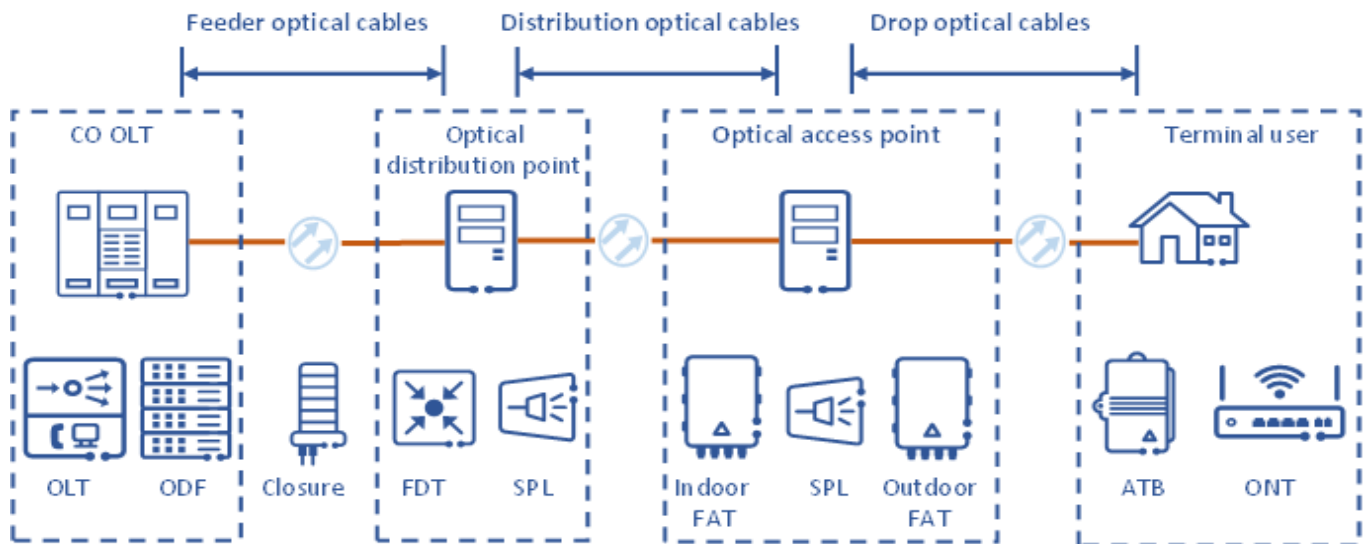 Feeder optical cables
Distribution optical cables
Drop optical cables
CO OLT
Optical
distribution point
Optical access point
Terminal user
OLT
ODF
Closure
FDT
SPL
Indoor
FAT
SPL
Outdoor
FAT
ATB
ONT